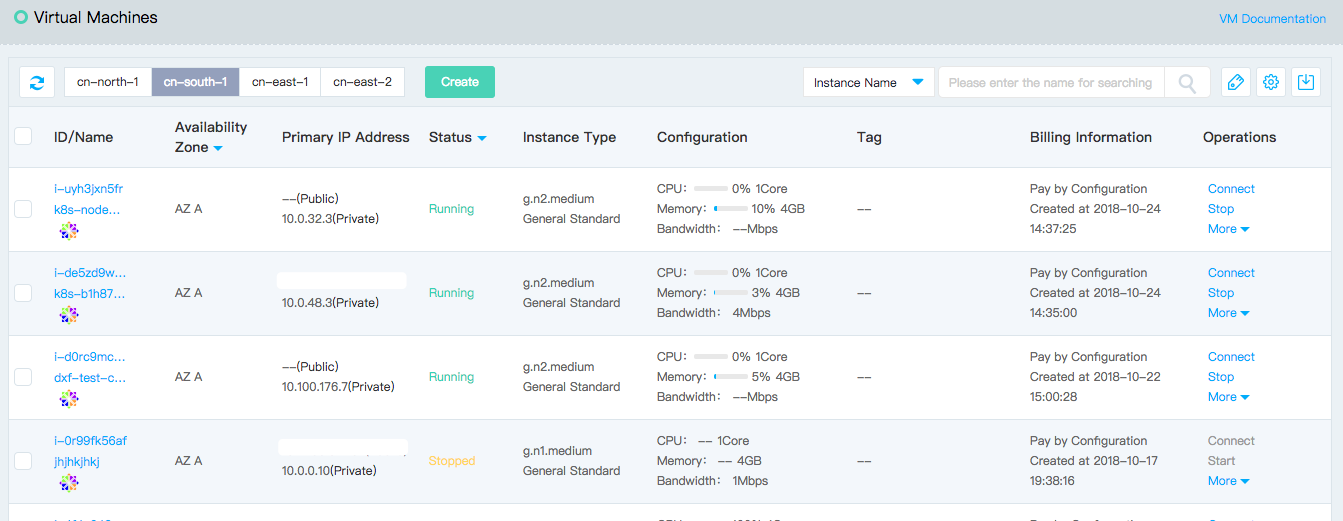 Virtual Machines
VM Documentation
cn-north-1 cn-south-1 cn-east-1 cn-east-2 Create Instance Name Please enter the name for searching
ID/Name Availability Zone Primary IP Address Status Instance Type Configuration Tag Billing Information Operations
i-uyh3jxn5fr
k8s-node...
AZ A
--(Public)
10.0.32.3(Private)
Running
g.n2.medium
General Standard
CPU: 0% 1Core
Memory: 10% 4GB
Bandwidth: --Mbps
--
Pay by Configuration
Created at 2018-10-24
14:37:25
Connect
Stop
More
i-de5zd9w...
k8s-b1h87...
AZ A
10.0.48.3(Private)
Running
g.n2.medium
General Standard
CPU: 0% 1Core
Memory: 3% 4GB
Bandwidth: 4Mbps
--
Pay by Configuration
Created at 2018-10-24
14:35:00
Connect
Stop
More
i-d0rc9mc...
dxf-test-c...
AZ A
--(Public)
10.100.176.7(Private)
Running
g.n2.medium
General Standard
CPU: 0% 1Core
Memory: 5% 4GB
Bandwidth: --Mbps
--
Pay by Configuration
Created at 2018-10-22
15:00:28
Connect
Stop
More
i-0r99fk56af
jhjhkjhkj
AZ A
10.0.0.10(Private)
Stopped
g.n1.medium
General Standard
CPU: -- 1Core
Memory: -- 4GB
Bandwidth: 1Mbps
--
Pay by Configuration
Created at 2018-10-17
19:38:16
Connect
Start
More